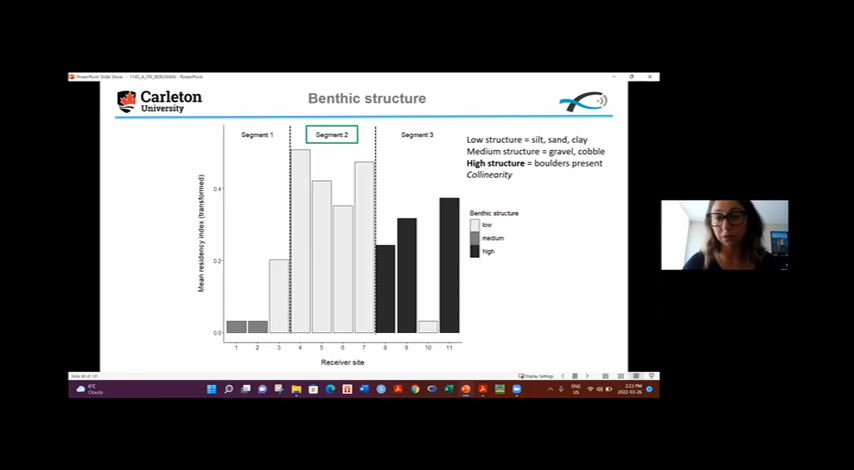 PowerPoint Slide Show - 1145_A_FRI_BERGMAN - PowerPoint
Carleton
University
Benthic structure
Segment 1
Segment 2
Segment 3
Low structure = silt, sand, clay
Medium structure = gravel, cobble
High structure = boulders present
Collinearity
Mean residency index (transformed)
0.4
0.2
0.0
Benthic structure
low
medium
high
1 2 3 4 5 6 7 8 9 10 11
Receiver site
Display Settings
6°C
Cloudy
ENG
US
2:23 PM
2022-03-26